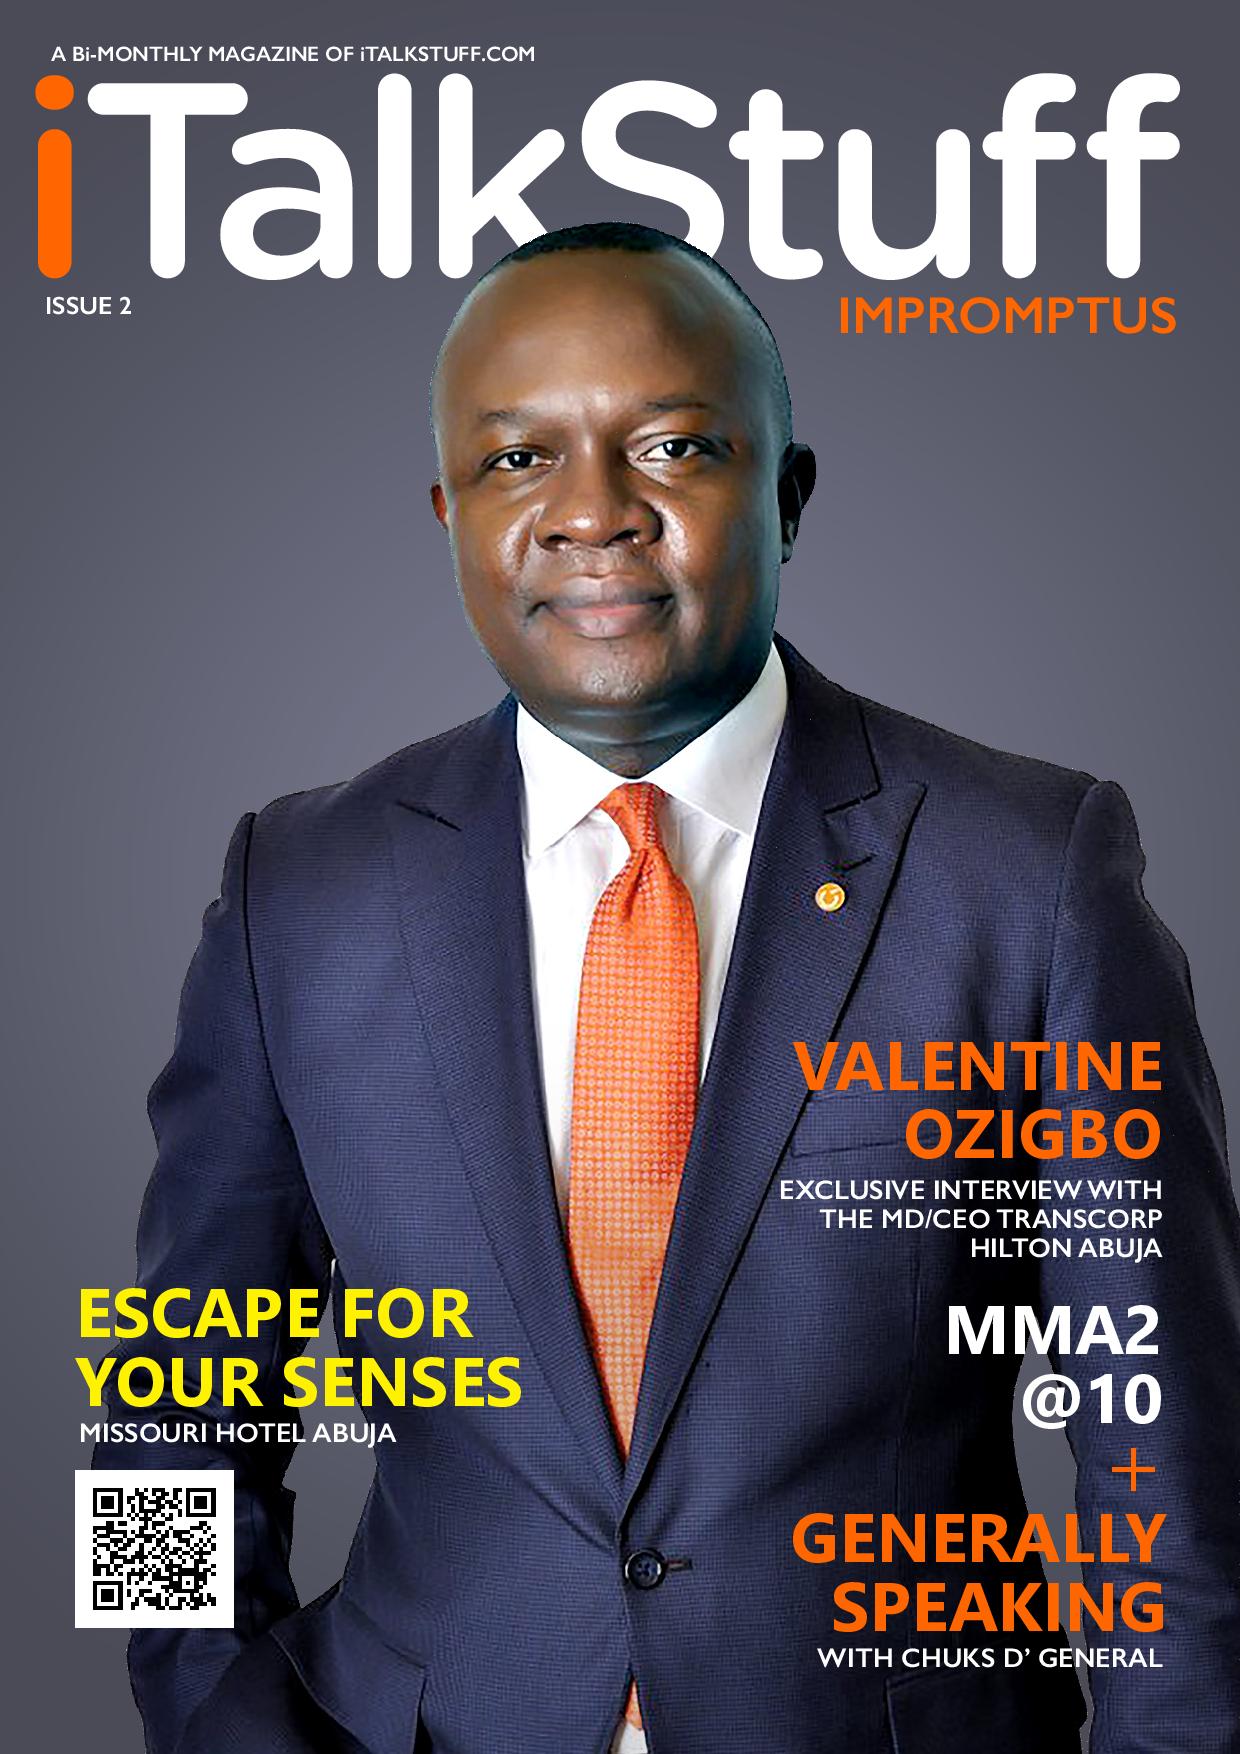 A Bi-MONTHLY MAGAZINE OF iTALKSTUFF.COM
iTalkStuff
ISSUE 2
IMPROMPTUS
VALENTINE
OZIGBO
EXCLUSIVE INTERVIEW WITH
THE MD/CEO TRANSCORP
HILTON ABUJA
ESCAPE FOR
YOUR SENSES
MISSOURI HOTEL ABUJA
MMA2
@10
+
GENERALLY
SPEAKING
WITH CHUKS D’ GENERAL